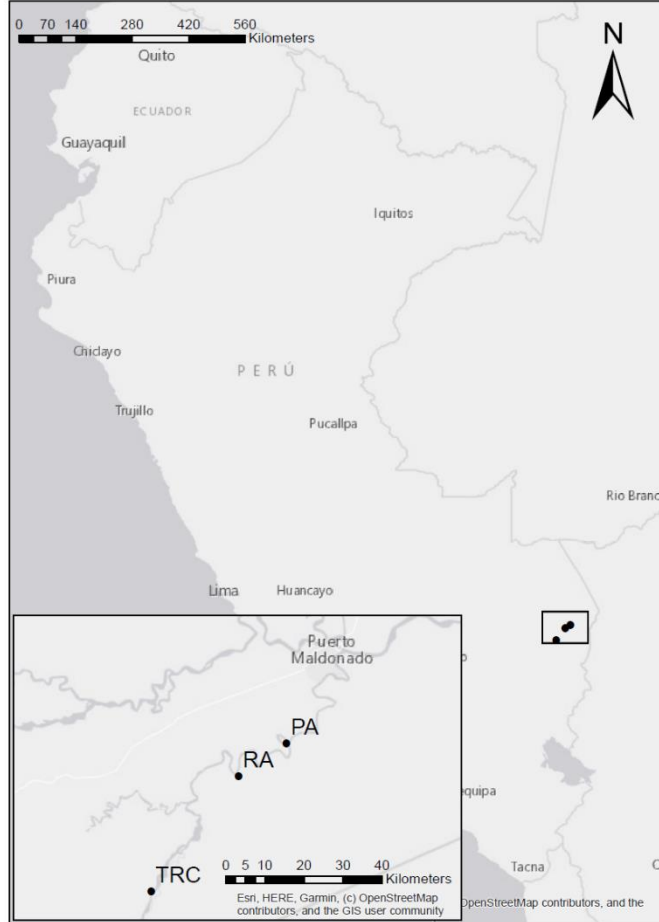 0 70 140 280 420 560
Kilometers
N
Quito
ECUADOR
Guayaquil
Iquitos
Piura
Chiclayo
PERÚ
Trujillo
Pucallpa
Rio Branc
Lima
Huancayo
o
equipa
Tacna
C
OpenStreetMap contributors, and the
Puerto
Maldonado
PA
RA
TRC
0 5 10 20 30 40
Kilometers
Esri, HERE, Garmin, (c) OpenStreetMap
contributors, and the GIS user community